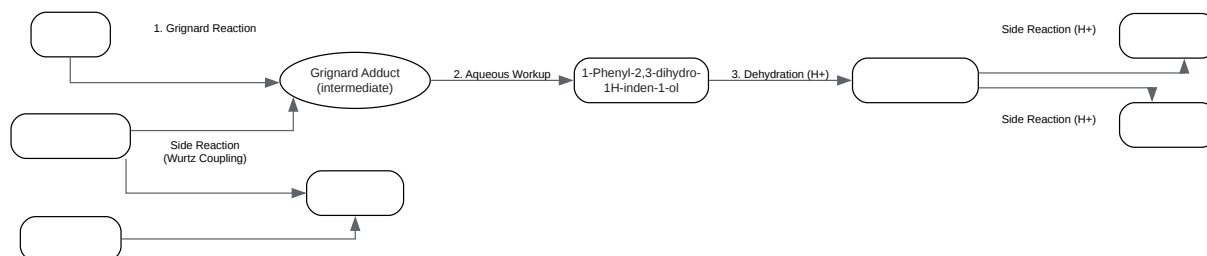 1. Grignard Reaction
Side Reaction (H+)
Grignard Adduct
(intermediate)
2. Aqueous Workup
1-Phenyl-2,3-dihydro-
1H-inden-1-ol
3. Dehydration (H+)
Side Reaction (H+)
Side Reaction
(Wurtz Coupling)